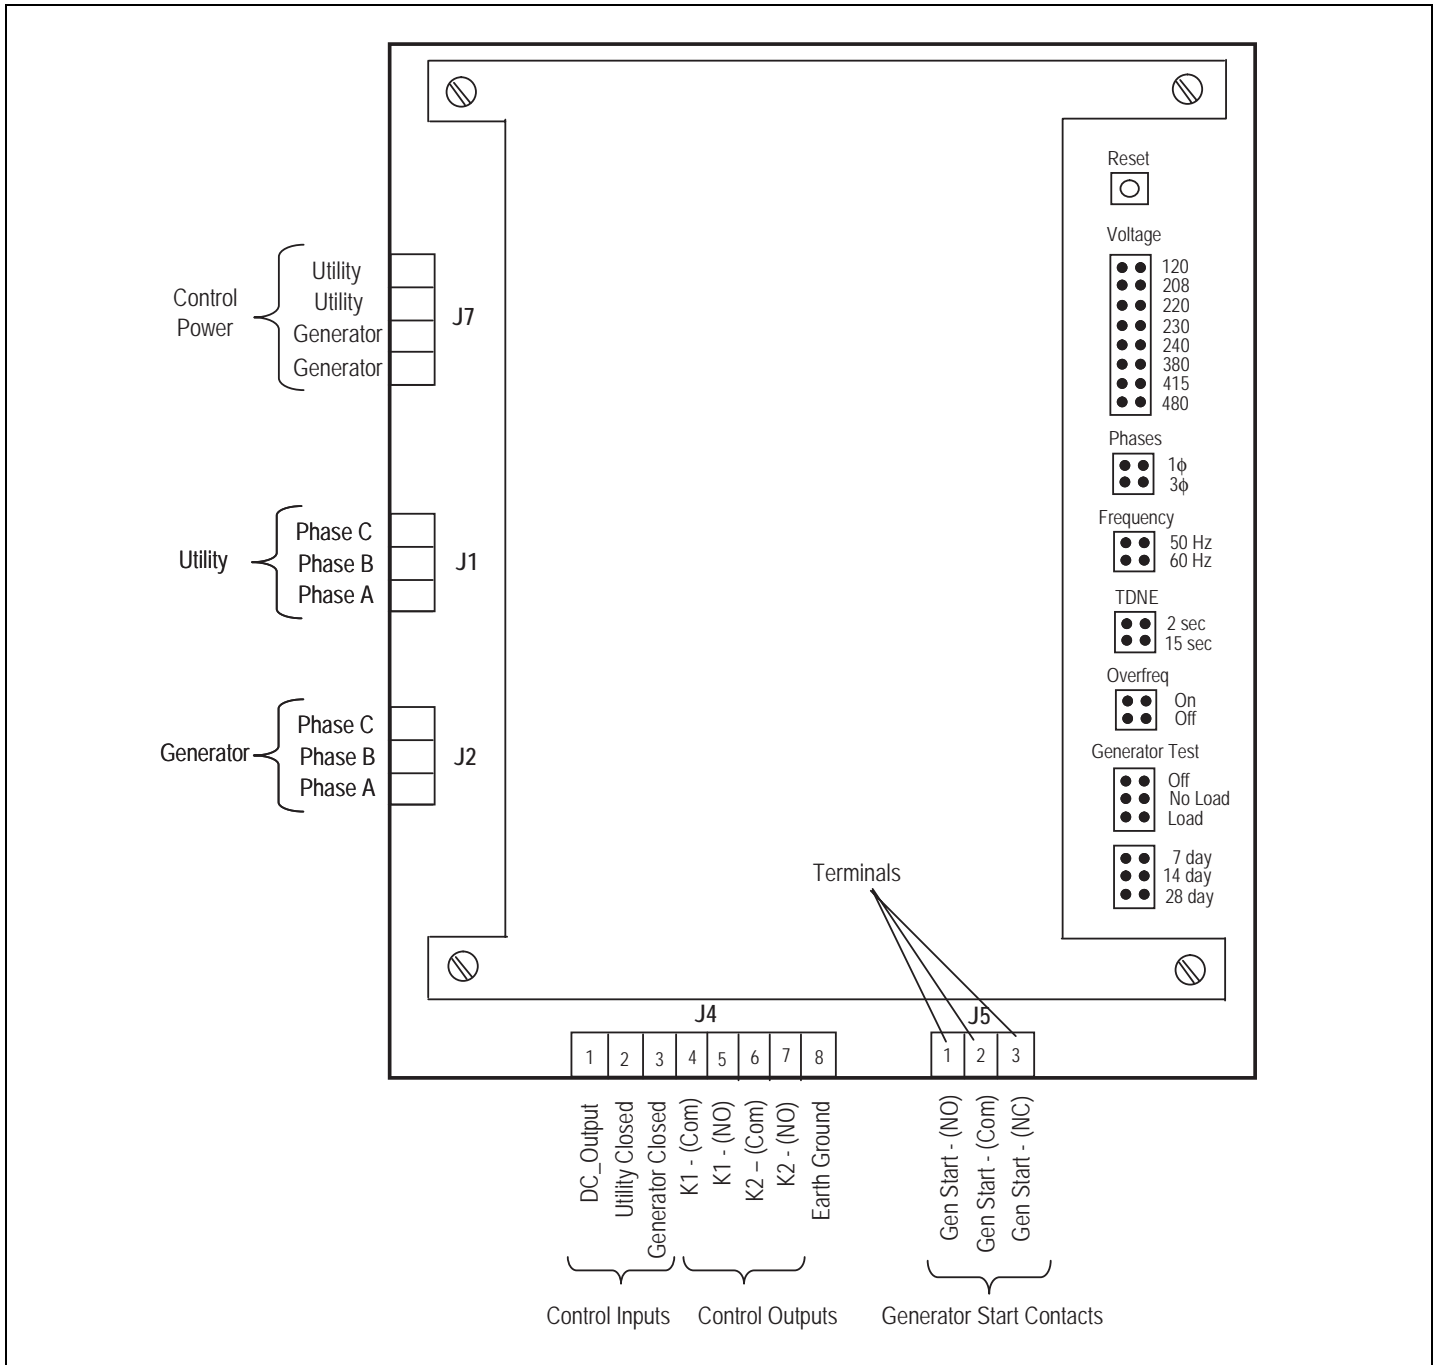 Reset
Voltage
120
208
220
230
240
380
415
480
Phases
1ϕ
3ϕ
Frequency
50 Hz
60 Hz
TDNE
2 sec
15 sec
Overfreq
On
Off
Generator Test
Off
No Load
Load
7 day
14 day
28 day
Control
Power
Utility
Utility
Generator
Generator
J7
Utility
Phase C
Phase B
Phase A
J1
Generator
Phase C
Phase B
Phase A
J2
Terminals
J4
1 2 3 4 5 6 7 8
J5
1 2 3
DC_Output
Utility Closed
Generator Closed
K1 - (Com)
K1 - (NO)
K2 – (Com)
K2 - (NO)
Earth Ground
Gen Start - (NO)
Gen Start - (Com)
Gen Start - (NC)
Control Inputs
Control Outputs
Generator Start Contacts